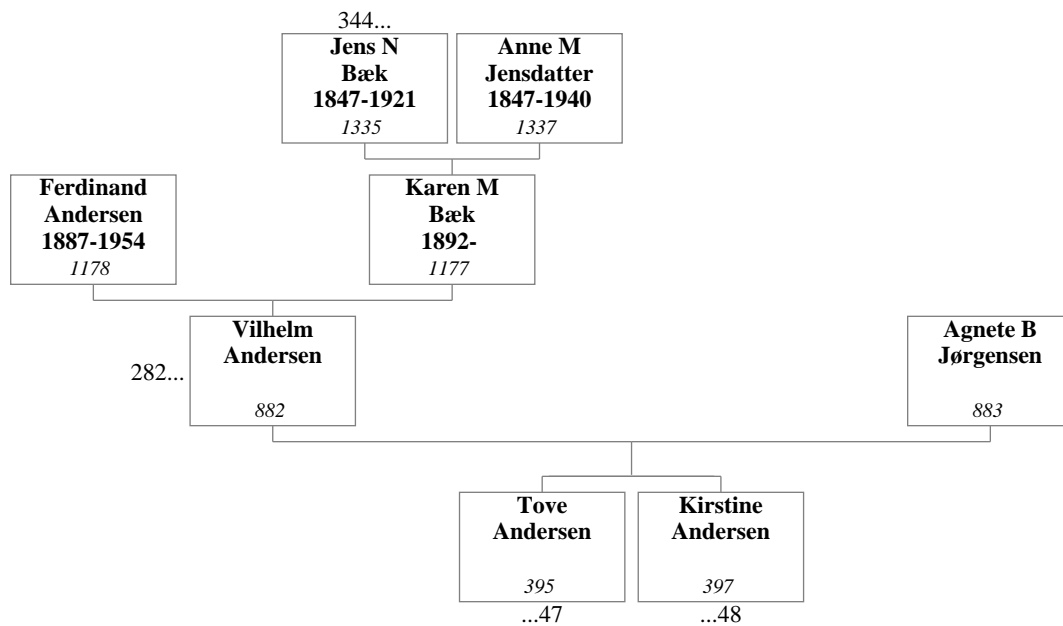 344...
Jens N
Bæk
1847-1921
1335
Anne M
Jensdatter
1847-1940
1337
Ferdinand
Andersen
1887-1954
1178
Karen M
Bæk
1892-
1177
282...
Vilhelm
Andersen
882
Agnete B
Jørgensen
883
Tove
Andersen
395
...47
Kirstine
Andersen
397
...48